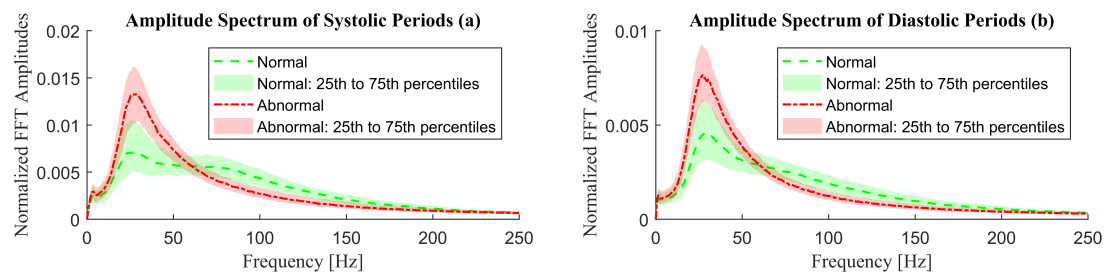 Amplitude Spectrum of Systolic Periods (a)
Normalized FFT Amplitudes
0.02
0.015
0.01
0.005
0
Normal
Normal: 25th to 75th percentiles
Abnormal
Abnormal: 25th to 75th percentiles
0 50 100 150 200 250
Frequency [Hz]
Amplitude Spectrum of Diastolic Periods (b)
Normalized FFT Amplitudes
0.01
0.005
0
Normal
Normal: 25th to 75th percentiles
Abnormal
Abnormal: 25th to 75th percentiles
0 50 100 150 200 250
Frequency [Hz]